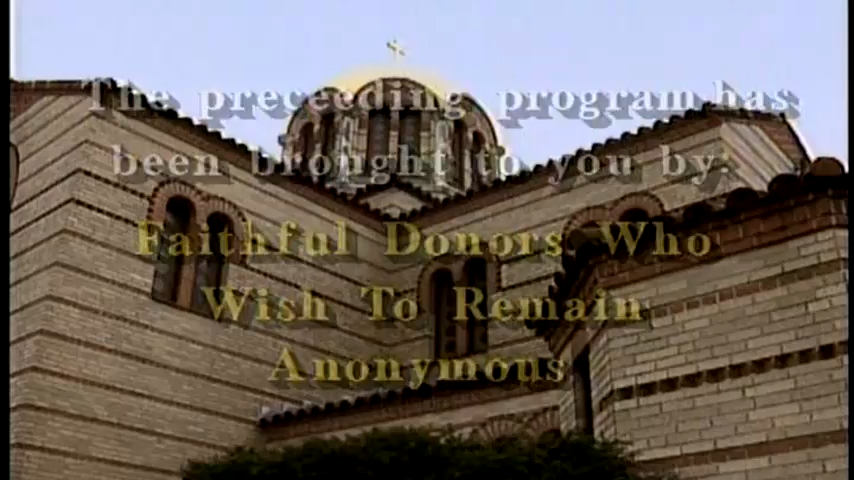 The preceeding program has
been brought to you by:
Faithful Donors Who
Wish To Remain
Anonymous